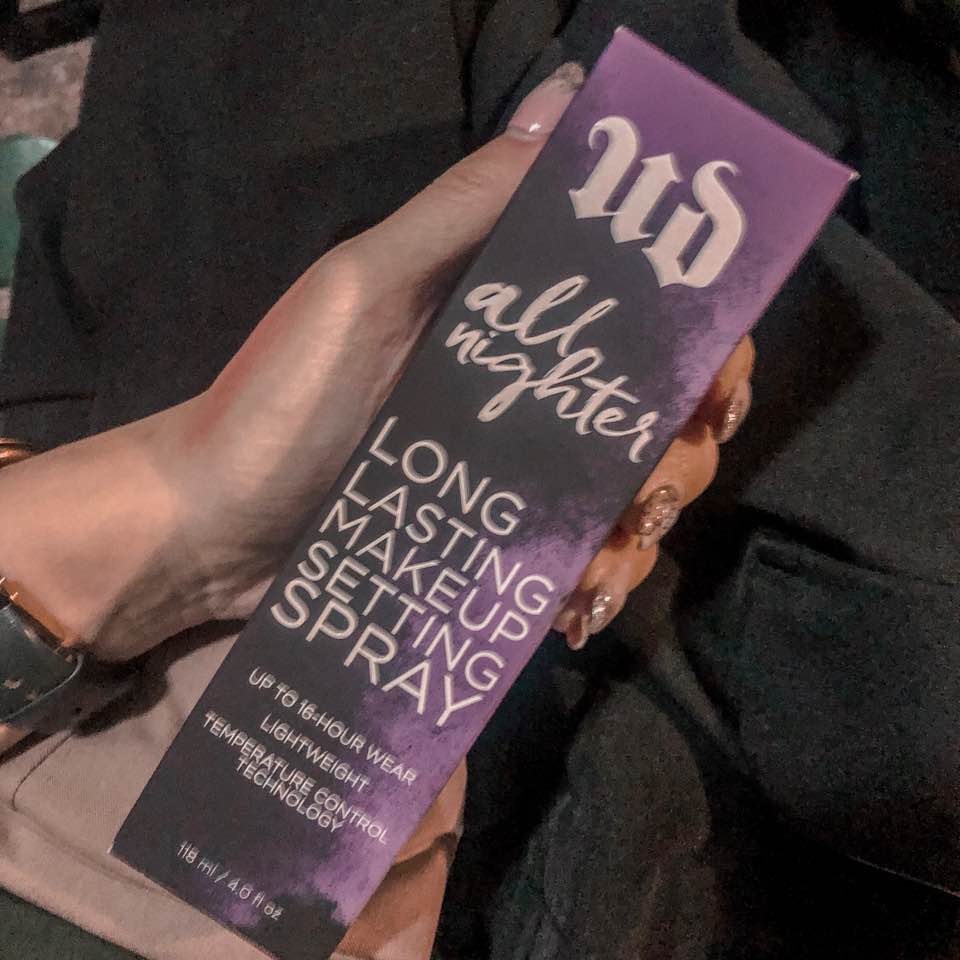 UD
all
nighter
LONG
LASTING
MAKEUP
SETTING
SPRAY
UP TO 16-HOUR WEAR
LIGHTWEIGHT
TEMPERATURE CONTROL
TECHNOLOGY
118 ml / 4.0 fl oz